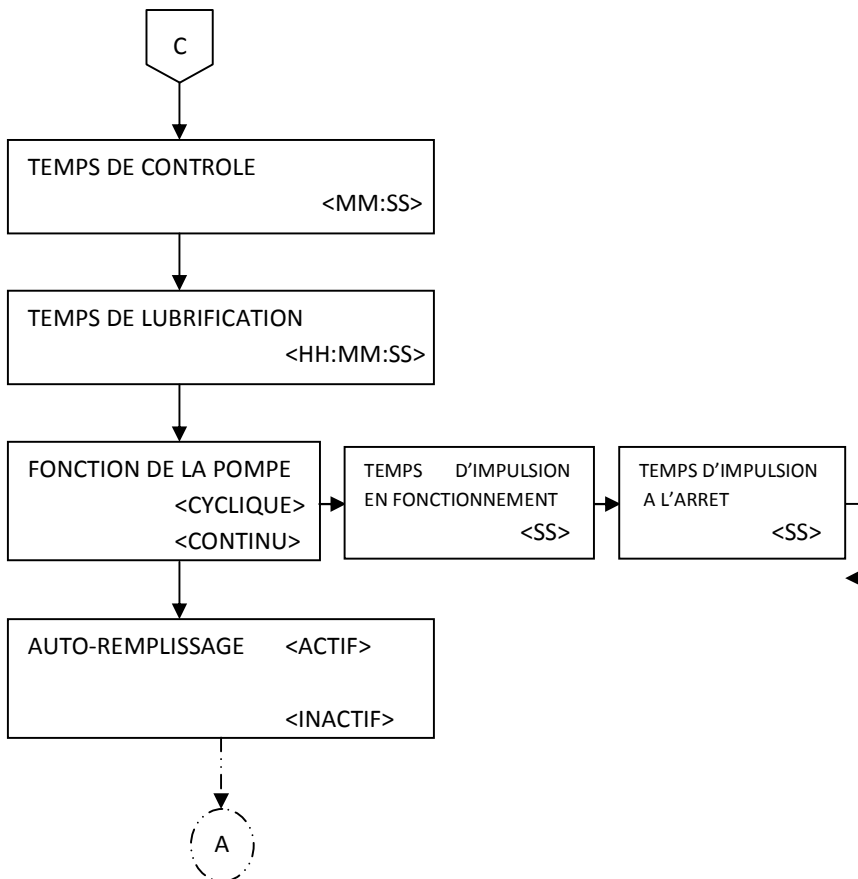 C
TEMPS DE CONTROLE
<MM:SS>
TEMPS DE LUBRIFICATION
<HH:MM:SS>
FONCTION DE LA POMPE
<CYCLIQUE>
<CONTINU>
TEMPS D’IMPULSION
EN FONCTIONNEMENT
<SS>
TEMPS D’IMPULSION
A L’ARRET
<SS>
AUTO-REMPLISSAGE <ACTIF>
<INACTIF>
A